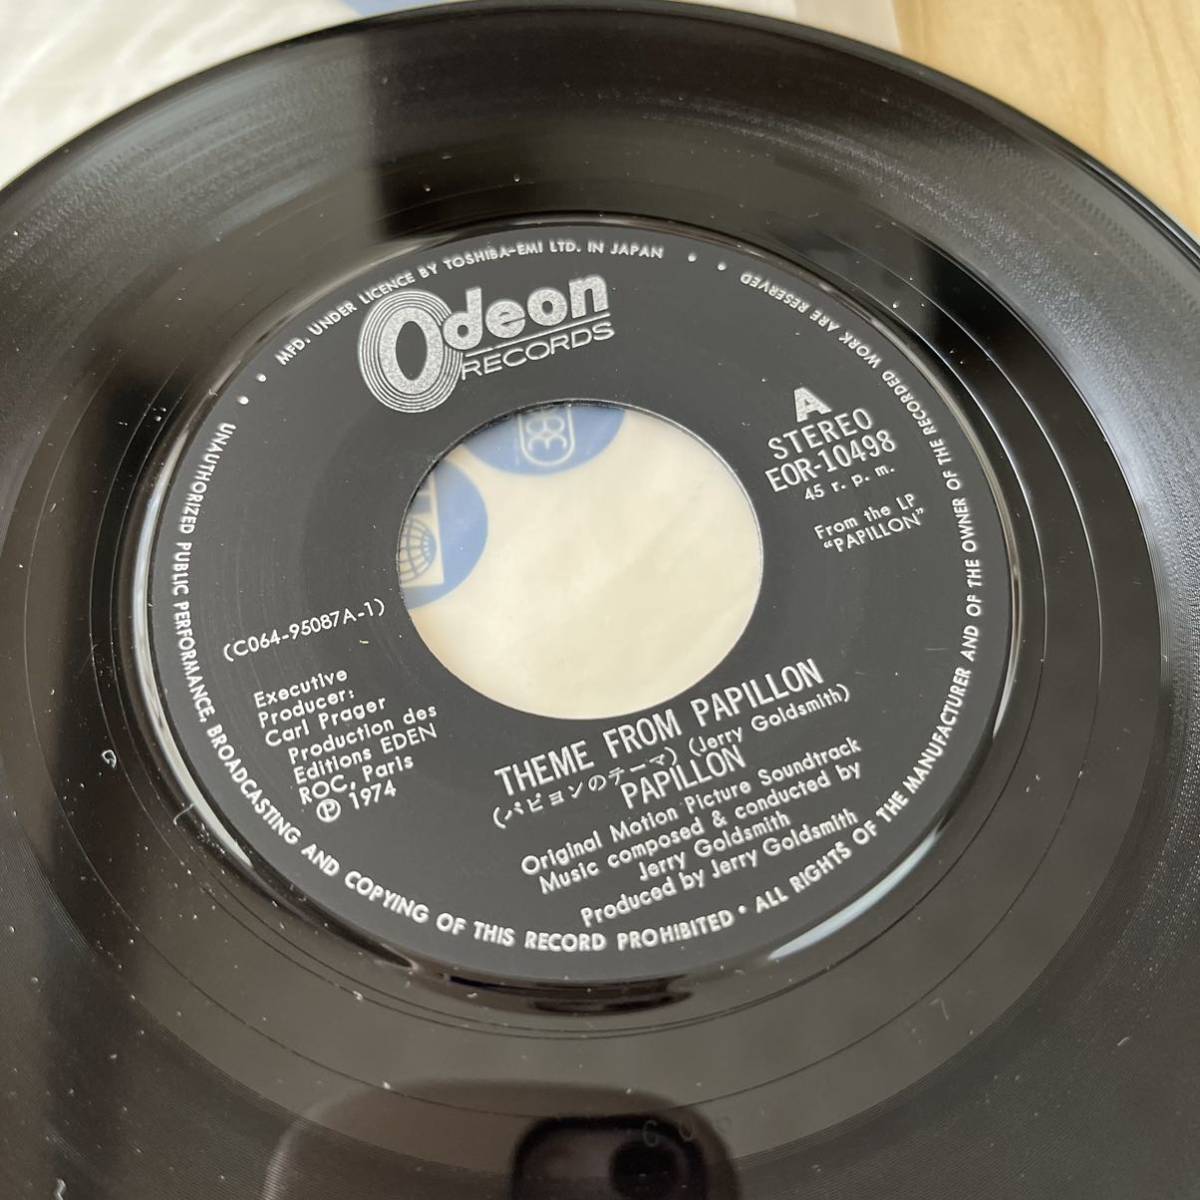 MFD. UNDER LICENCE BY TOSHIBA-EMI LTD. IN JAPAN
Odeon
RECORDS
A
STEREO
EOR-10498
45 r. p. m.
From the LP
"PAPILLON"
(C064-95087A-1)
Executive
Producer:
Carl Prager
Production des
Editions EDEN
ROC, Paris
Ⓟ 1974
THEME FROM PAPILLON
(パピヨンのテーマ) (Jerry Goldsmith)
PAPILLON
Original Motion Picture Soundtrack
Music composed & conducted by
Jerry Goldsmith
Produced by Jerry Goldsmith
UNAUTHORIZED PUBLIC PERFORMANCE, BROADCASTING AND COPYING OF THIS RECORD PROHIBITED • ALL RIGHTS OF THE MANUFACTURER AND OF THE OWNER OF THE RECORDED WORK ARE RESERVED